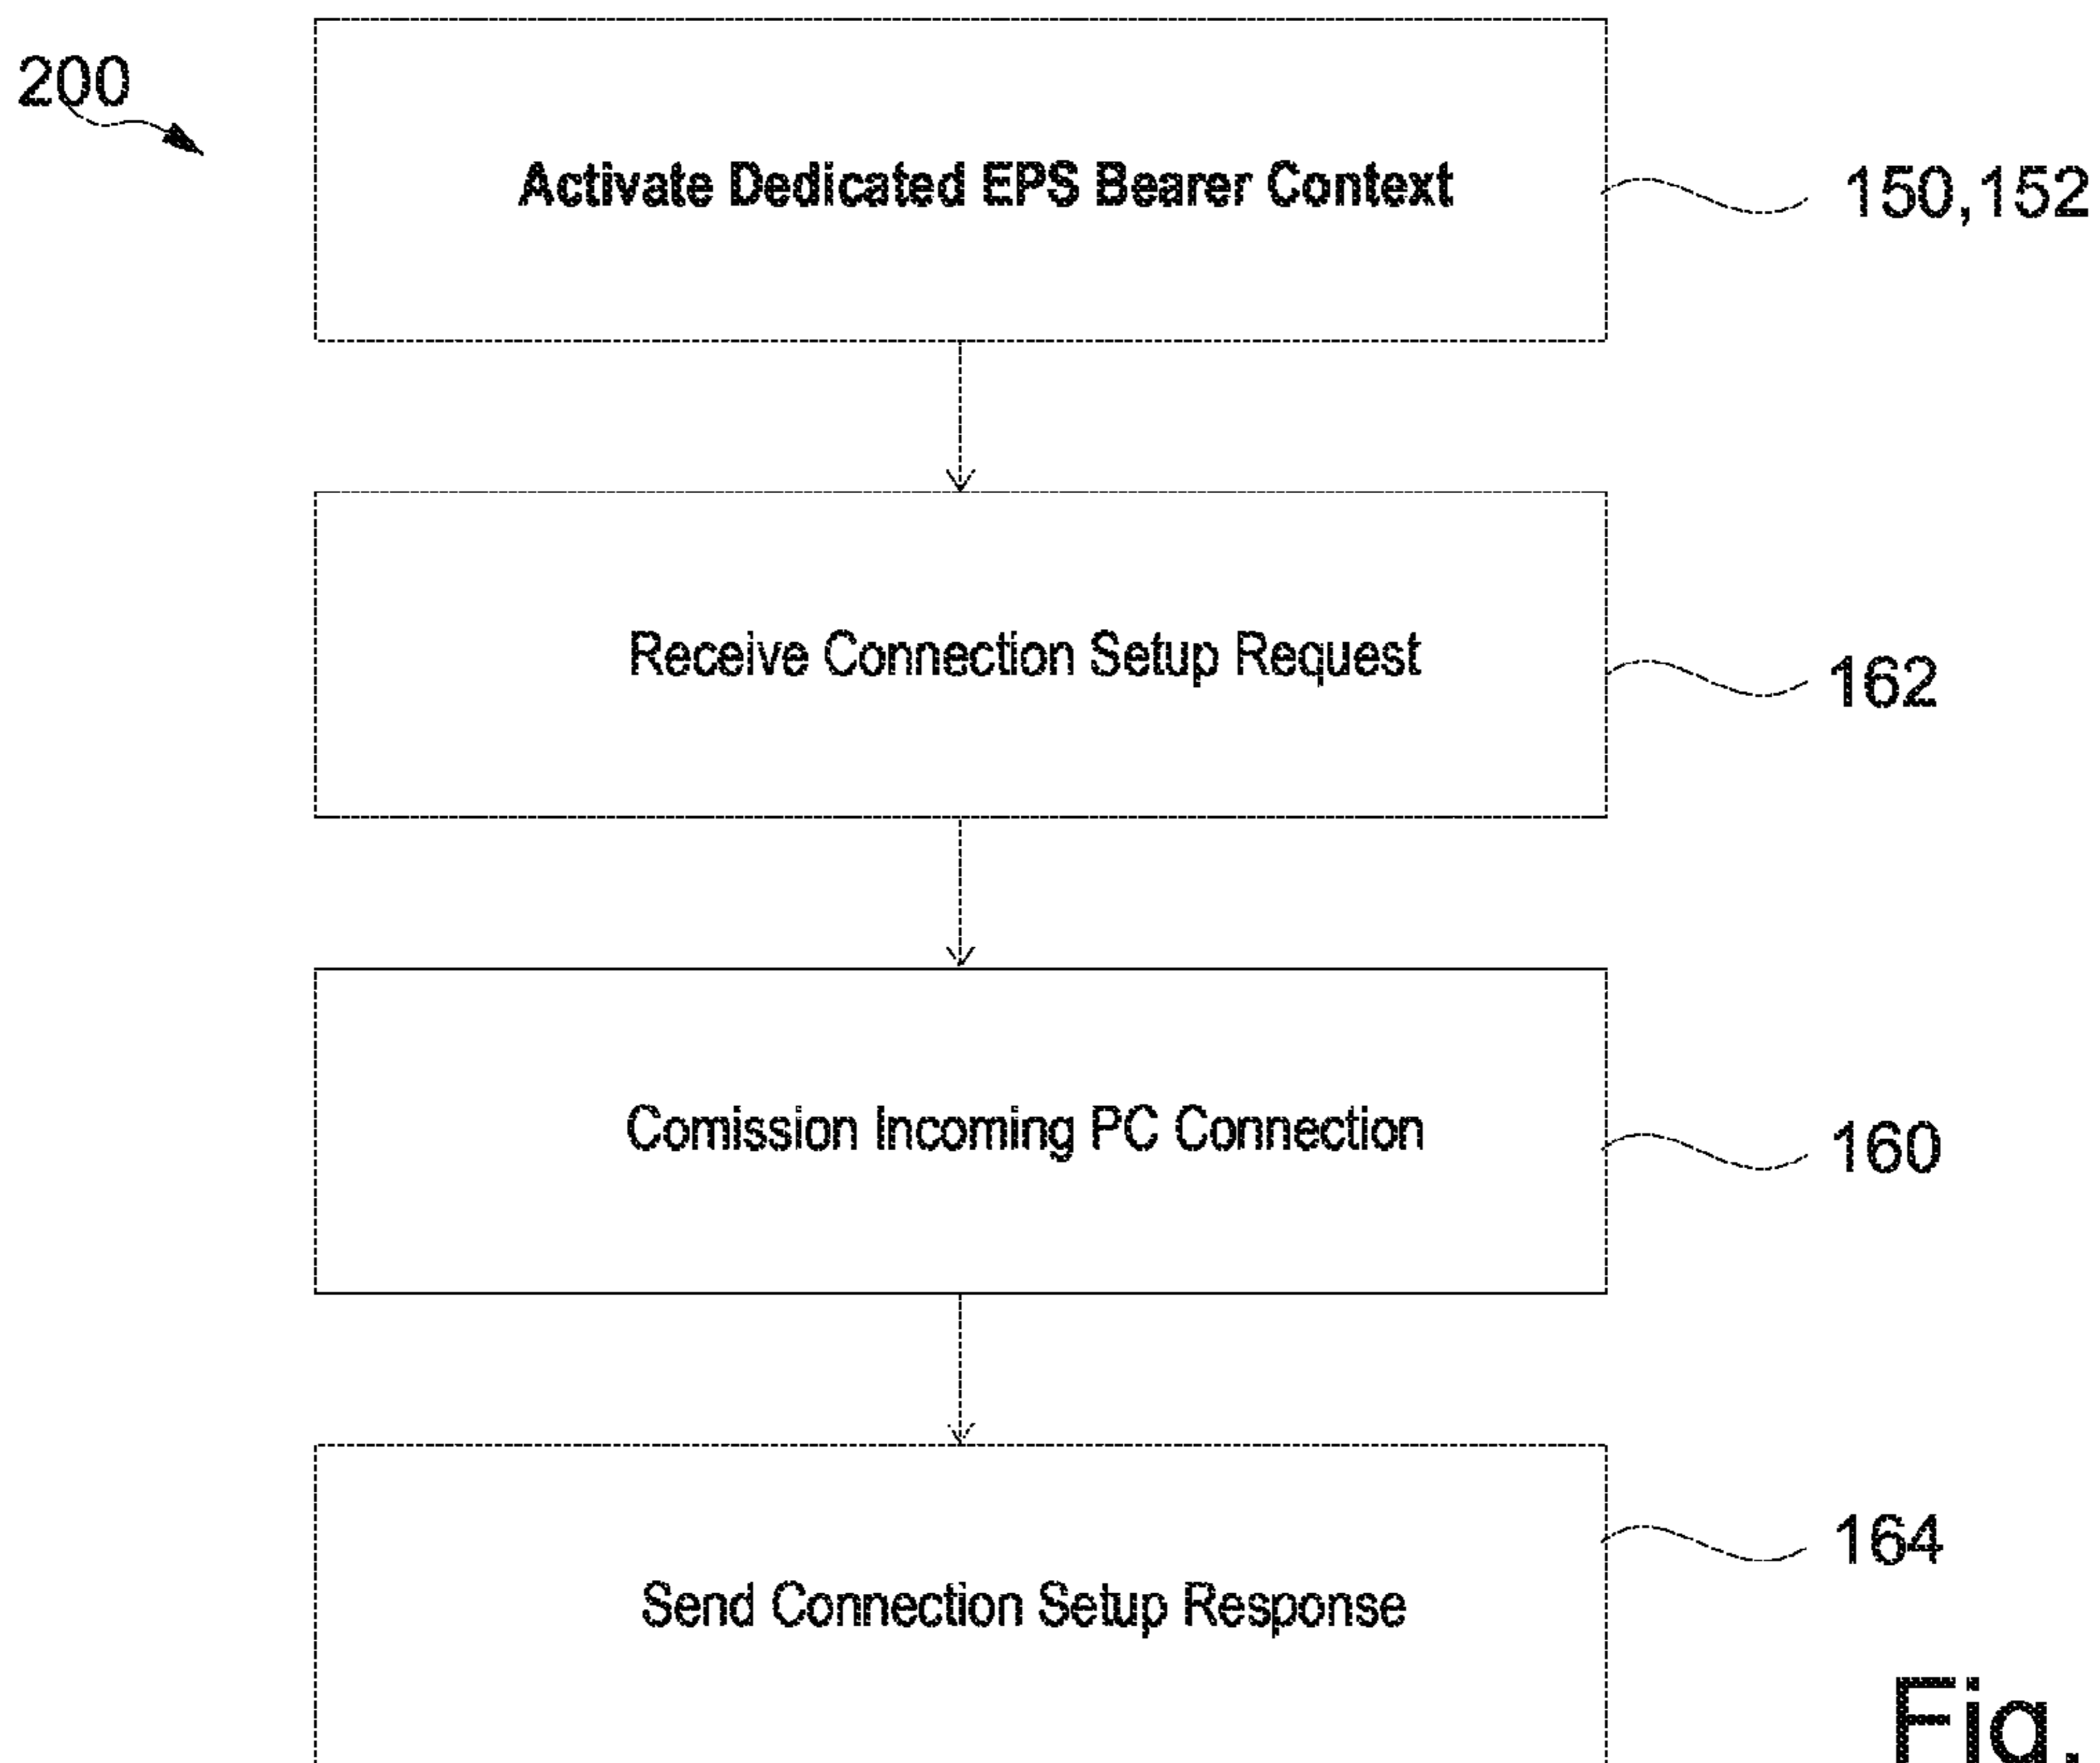 200
Activate Dedicated EPS Bearer Context
150,152
Receive Connection Setup Request
162
Comission Incoming PC Connection
160
164
Send Connection Setup Response
Fig.